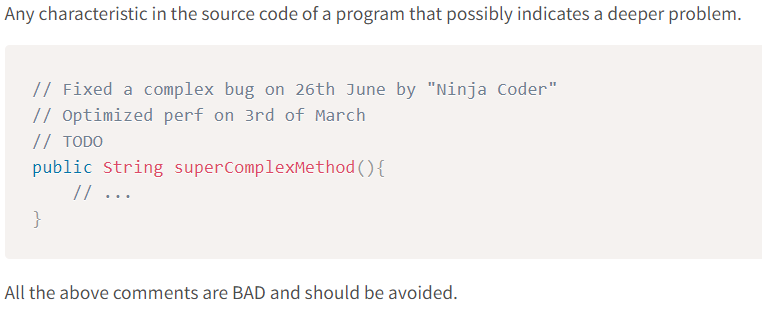 Any characteristic in the source code of a program that possibly indicates a deeper problem.
// Fixed a complex bug on 26th June by "Ninja Coder"
// Optimized perf on 3rd of March
// TODO
public String superComplexMethod(){
    // ...
}
All the above comments are BAD and should be avoided.